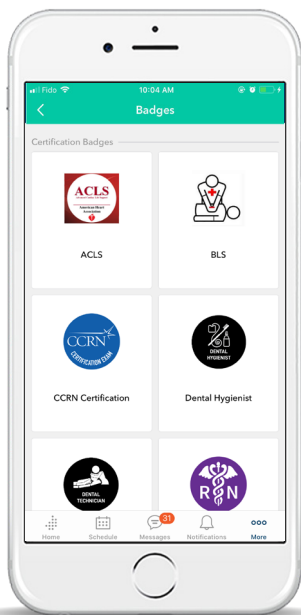 Fido 10:04 AM
Badges
Certification Badges
ACLS
American Heart
Association
ACLS
BLS
CCRN
CERTIFICATION EXAM
DENTAL
HYGIENIST
CCRN Certification
Dental Hygienist
DENTAL
TECHNICIAN
R N
31
Home
Schedule
Messages
Notifications
More